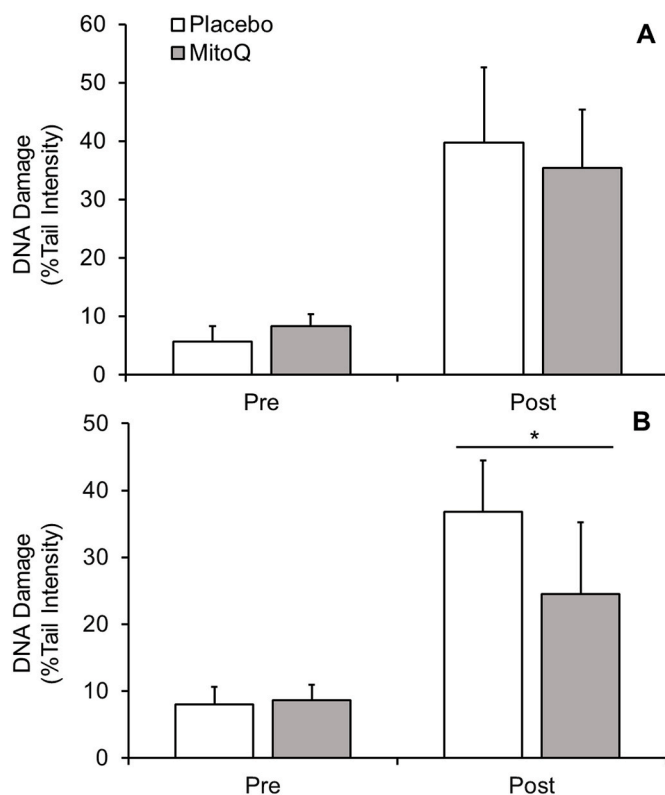 60
50
40
30
20
10
0
DNA Damage
(%Tail Intensity)
Placebo
MitoQ
A
Pre
Post
50
40
30
20
10
0
DNA Damage
(%Tail Intensity)
B
*
Pre
Post